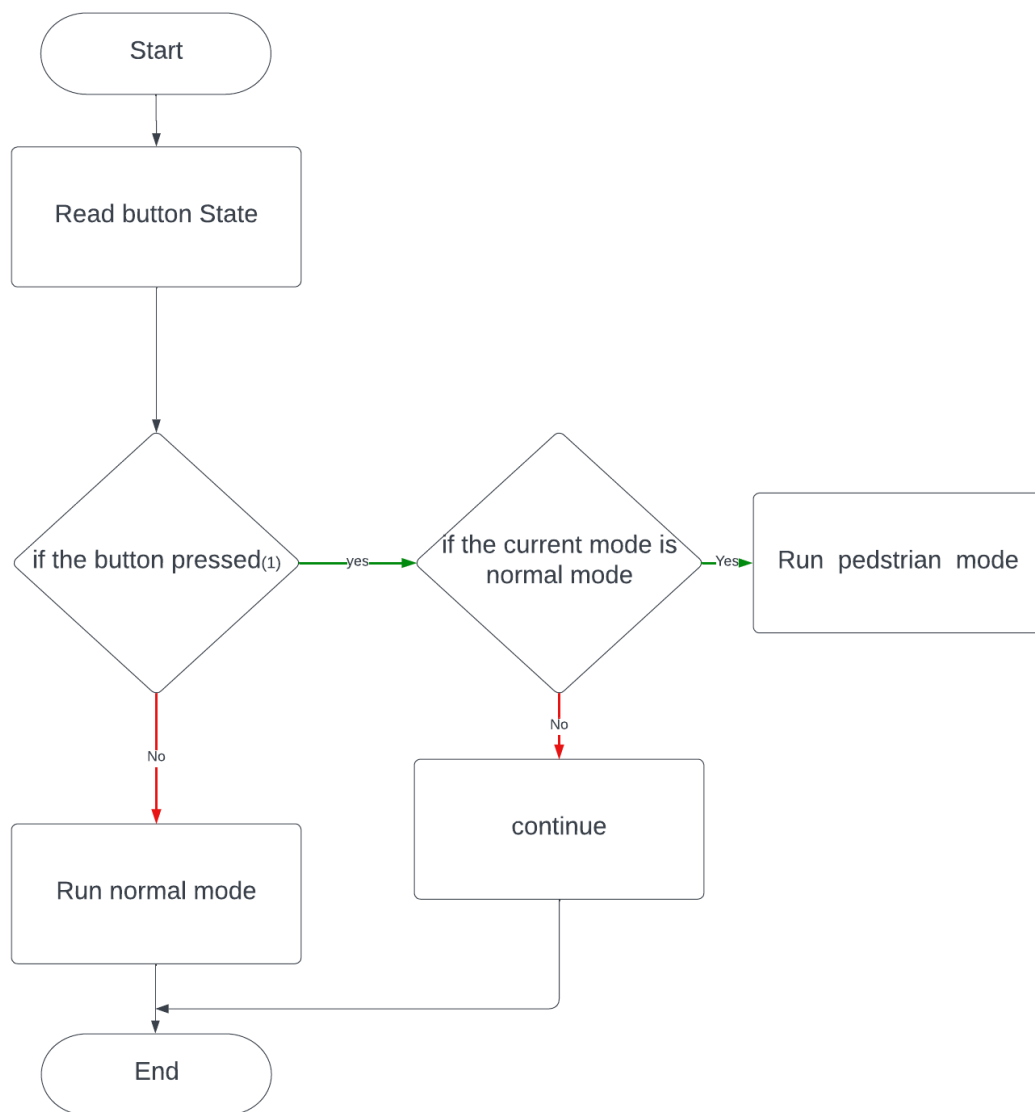 Start
Read button State
if the button pressed(1)
yes
if the current mode is
normal mode
Yes
Run pedstrian mode
No
No
continue
Run normal mode
End